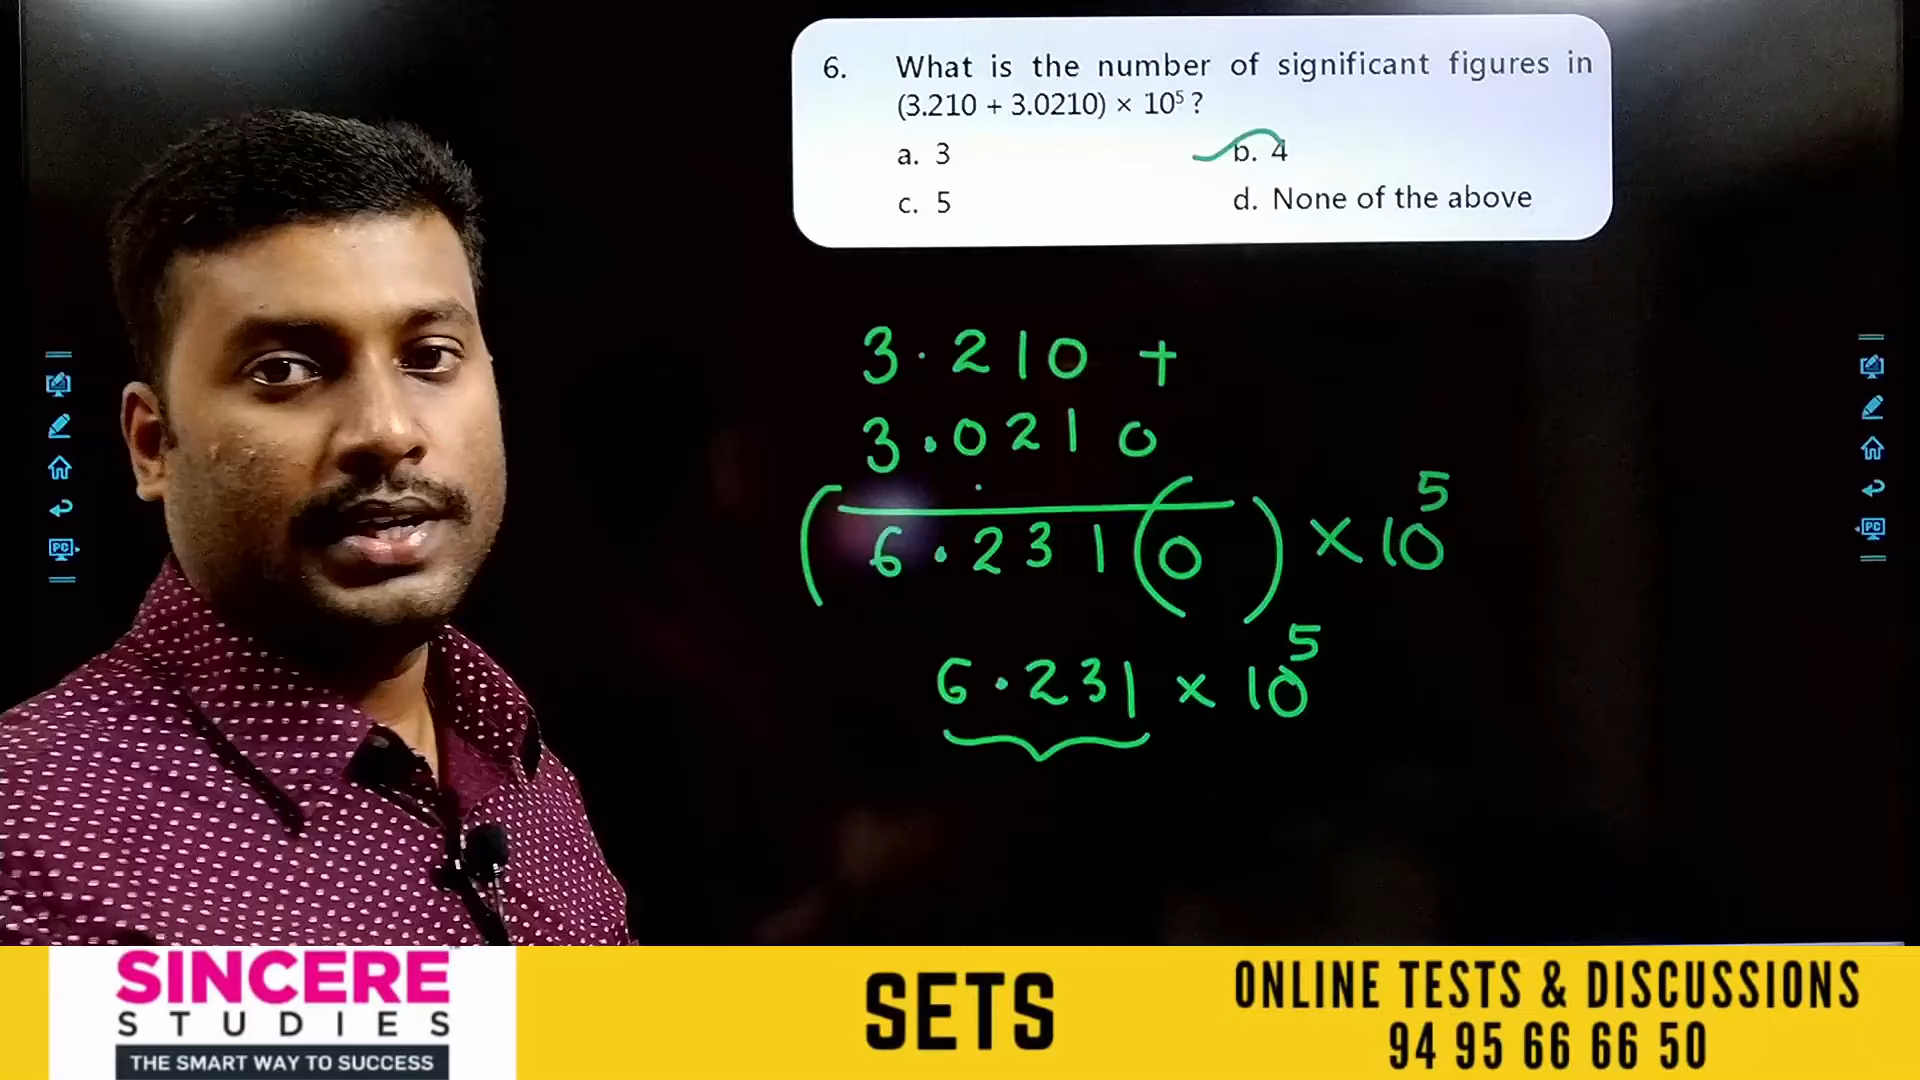 6. What is the number of significant figures in
(3.210 + 3.0210) × 10⁵ ?
a. 3 b. 4
c. 5 d. None of the above
3.210 +
3.0210
(6.2310) × 10⁵
6.231 × 10⁵
PC
PC
SINCERE
STUDIES
THE SMART WAY TO SUCCESS
SETS
ONLINE TESTS & DISCUSSIONS
94 95 66 66 50